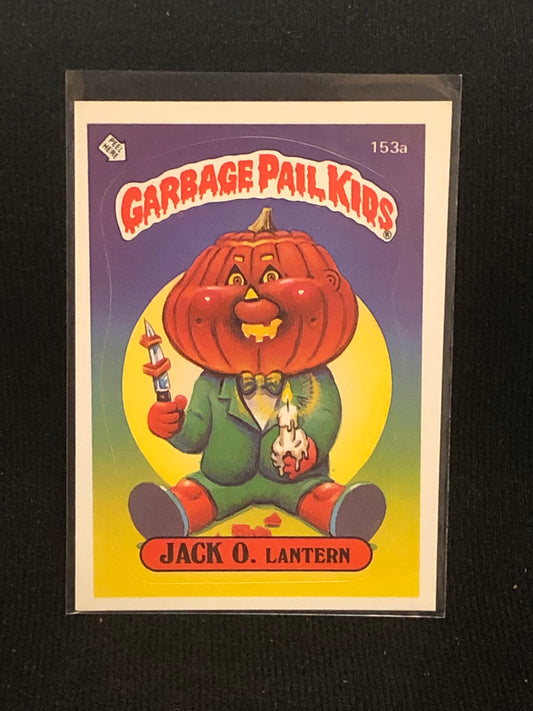 PEEL HERE
153a
GARBAGE PAIL KIDS®
JACK O. LANTERN